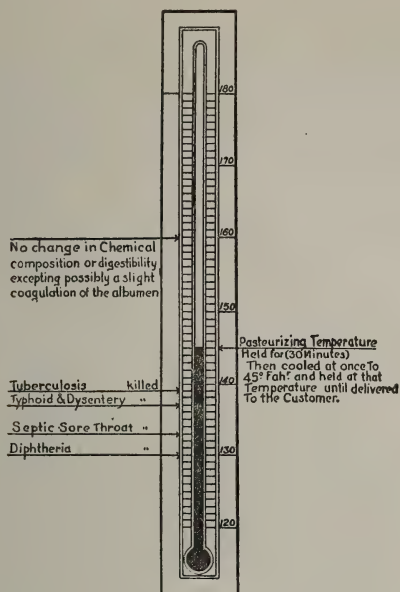 180
170
160
No change in Chemical
composition or digestibility
excepting possibly a slight
coagulation of the albumen
150
Pasteurizing Temperature
Held for (30 Minutes)
Then cooled at once To
45° Fah! and held at that
Temperature until delivered
To the Customer.
140
Tuberculosis killed
Typhoid & Dysentery "
Septic Sore Throat "
Diphtheria "
130
120